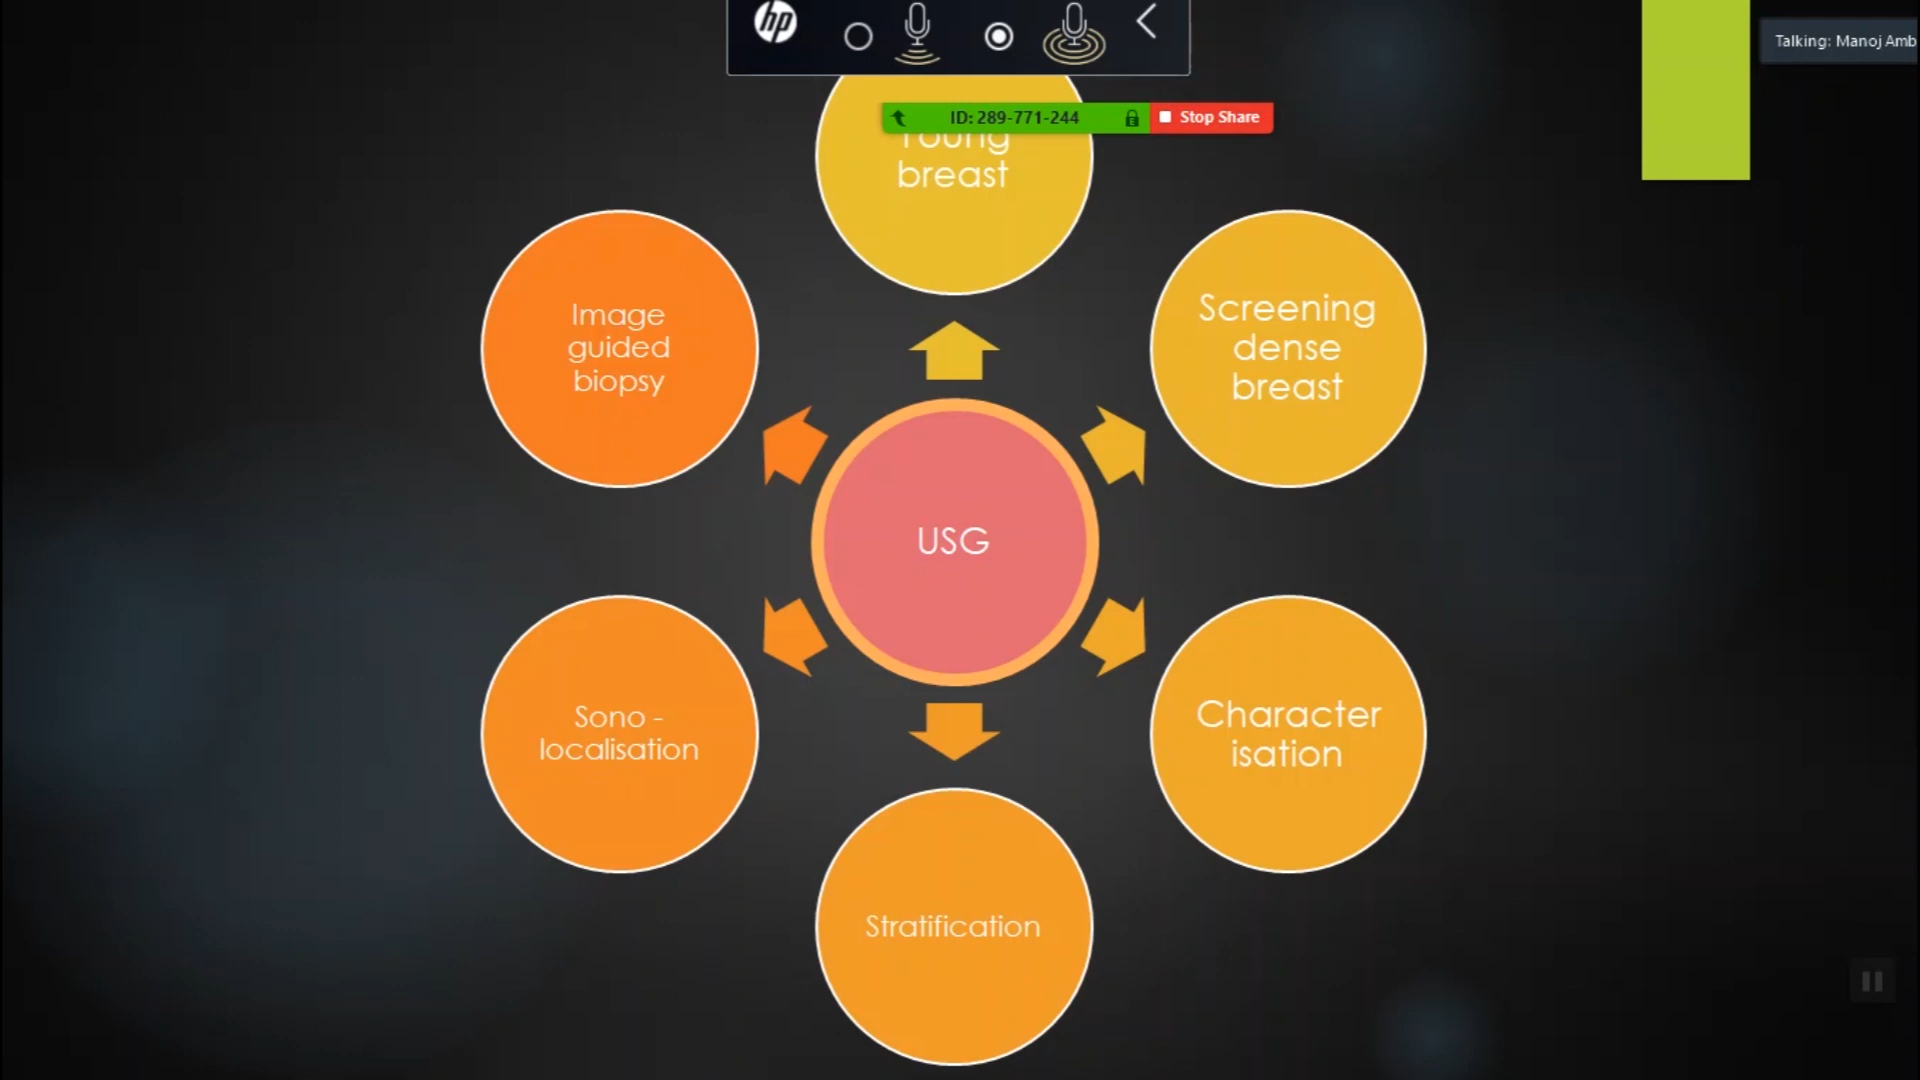 hp
Talking: Manoj Amb
ID: 289-771-244
Stop Share
Young
breast
Image
guided
biopsy
Screening
dense
breast
USG
Sono -
localisation
Character
isation
Stratification